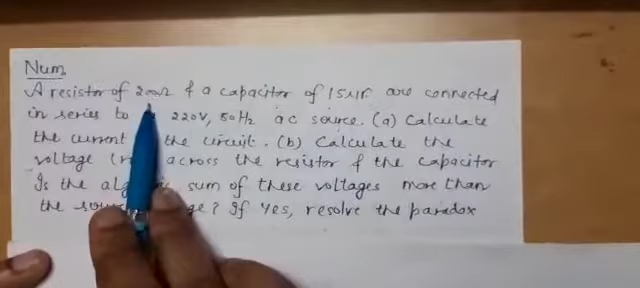 Num
A resistor of 200Ω & a capacitor of 15μF are connected
in series to 220V, 50Hz ac source. (a) Calculate
the current the circuit. (b) Calculate the
voltage across the resistor & the capacitor
Is the sum of these voltages more than
the ? If Yes, resolve the paradox